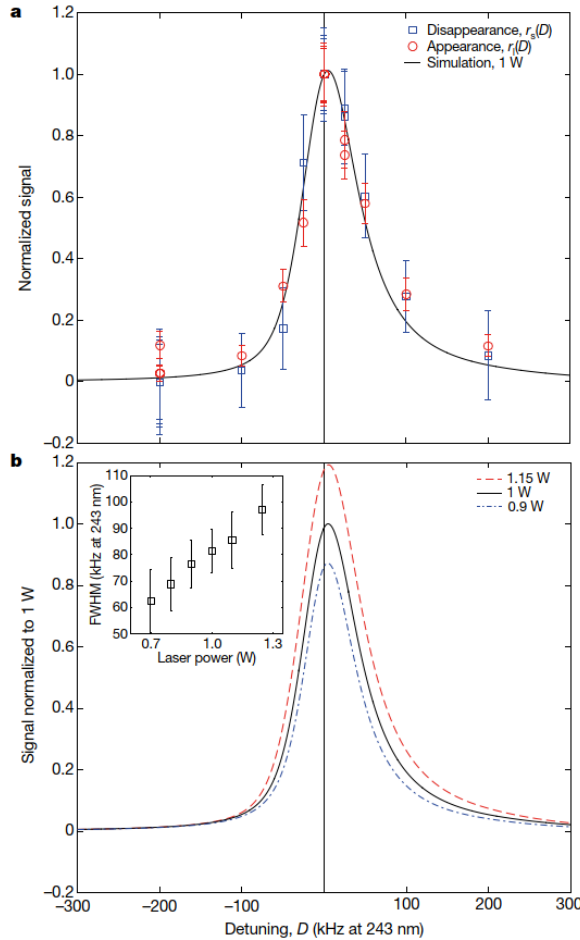 a
1.2
1.0
0.8
0.6
0.4
0.2
0
–0.2
Normalized signal
Disappearance, rₛ(D)
Appearance, rₗ(D)
Simulation, 1 W
b
1.2
1.0
0.8
0.6
0.4
0.2
0
–0.2
Signal normalized to 1 W
110
100
90
80
70
60
50
FWHM (kHz at 243 nm)
0.7 1.0 1.3
Laser power (W)
1.15 W
1 W
0.9 W
–300 –200 –100 0 100 200 300
Detuning, D (kHz at 243 nm)